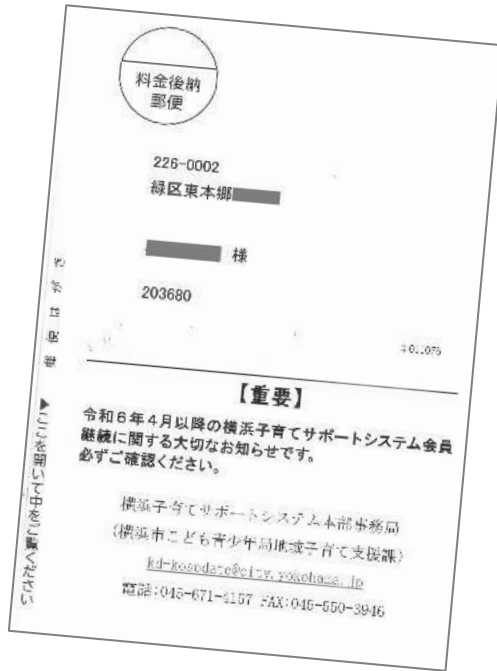 料金後納
郵便
226-0002
緑区東本郷
様
203680
#011076
郵便はがき
▲ここを開いて中をご覧ください
【重要】
令和6年4月以降の横浜子育てサポートシステム会員
継続に関する大切なお知らせです。
必ずご確認ください。
横浜子育てサポートシステム本部事務局
(横浜市こども青少年局地域子育て支援課)
kd-kosodate@city.yokohama.jp
電話:045-671-4157 FAX:045-550-3946